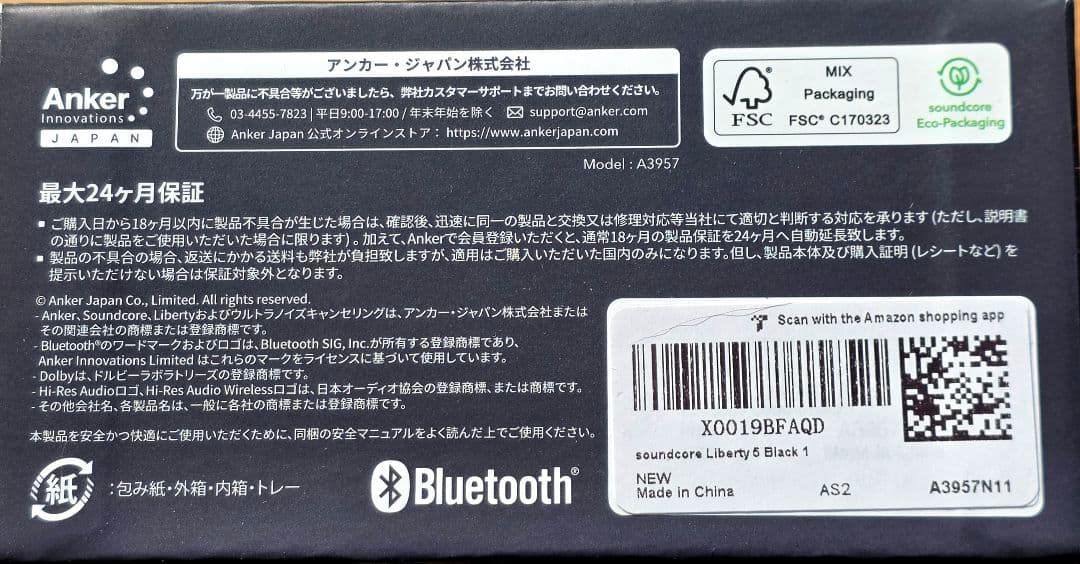 Anker
Innovations
JAPAN
アンカー・ジャパン株式会社
万が一製品に不具合等がございましたら、弊社カスタマーサポートまでお問い合わせください。
03-4455-7823 | 平日9:00-17:00 / 年末年始を除く support@anker.com
Anker Japan 公式オンラインストア： https://www.ankerjapan.com
FSC
MIX
Packaging
FSC® C170323
soundcore
Eco-Packaging
Model : A3957
最大24ヶ月保証
▪ ご購入日から18ヶ月以内に製品不具合が生じた場合は、確認後、迅速に同一の製品と交換又は修理対応等当社にて適切と判断する対応を承ります(ただし、説明書
の通りに製品をご使用いただいた場合に限ります) 。加えて、Ankerで会員登録いただくと、通常18ヶ月の製品保証を24ヶ月へ自動延長致します。
▪ 製品の不具合の場合、返送にかかる送料も弊社が負担致しますが、適用はご購入いただいた国内のみになります。但し、製品本体及び購入証明(レシートなど)を
提示いただけない場合は保証対象外となります。
© Anker Japan Co., Limited. All rights reserved.
- Anker、Soundcore、Libertyおよびウルトラノイズキャンセリングは、アンカー・ジャパン株式会社または
その関連会社の商標または登録商標です。
- Bluetooth®のワードマークおよびロゴは、Bluetooth SIG, Inc.が所有する登録商標であり、
Anker Innovations Limited はこれらのマークをライセンスに基づいて使用しています。
- Dolbyは、ドルビーラボラトリーズの登録商標です。
- Hi-Res Audioロゴ、Hi-Res Audio Wirelessロゴは、日本オーディオ協会の登録商標、または商標です。
- その他会社名、各製品名は、一般に各社の商標または登録商標です。
本製品を安全かつ快適にご使用いただくために、同梱の安全マニュアルをよく読んだ上でご使用ください。
紙 :包み紙・外箱・内箱・トレー
Bluetooth®
Scan with the Amazon shopping app
X0019BFAQD
soundcore Liberty 5 Black 1
NEW
Made in China AS2 A3957N11